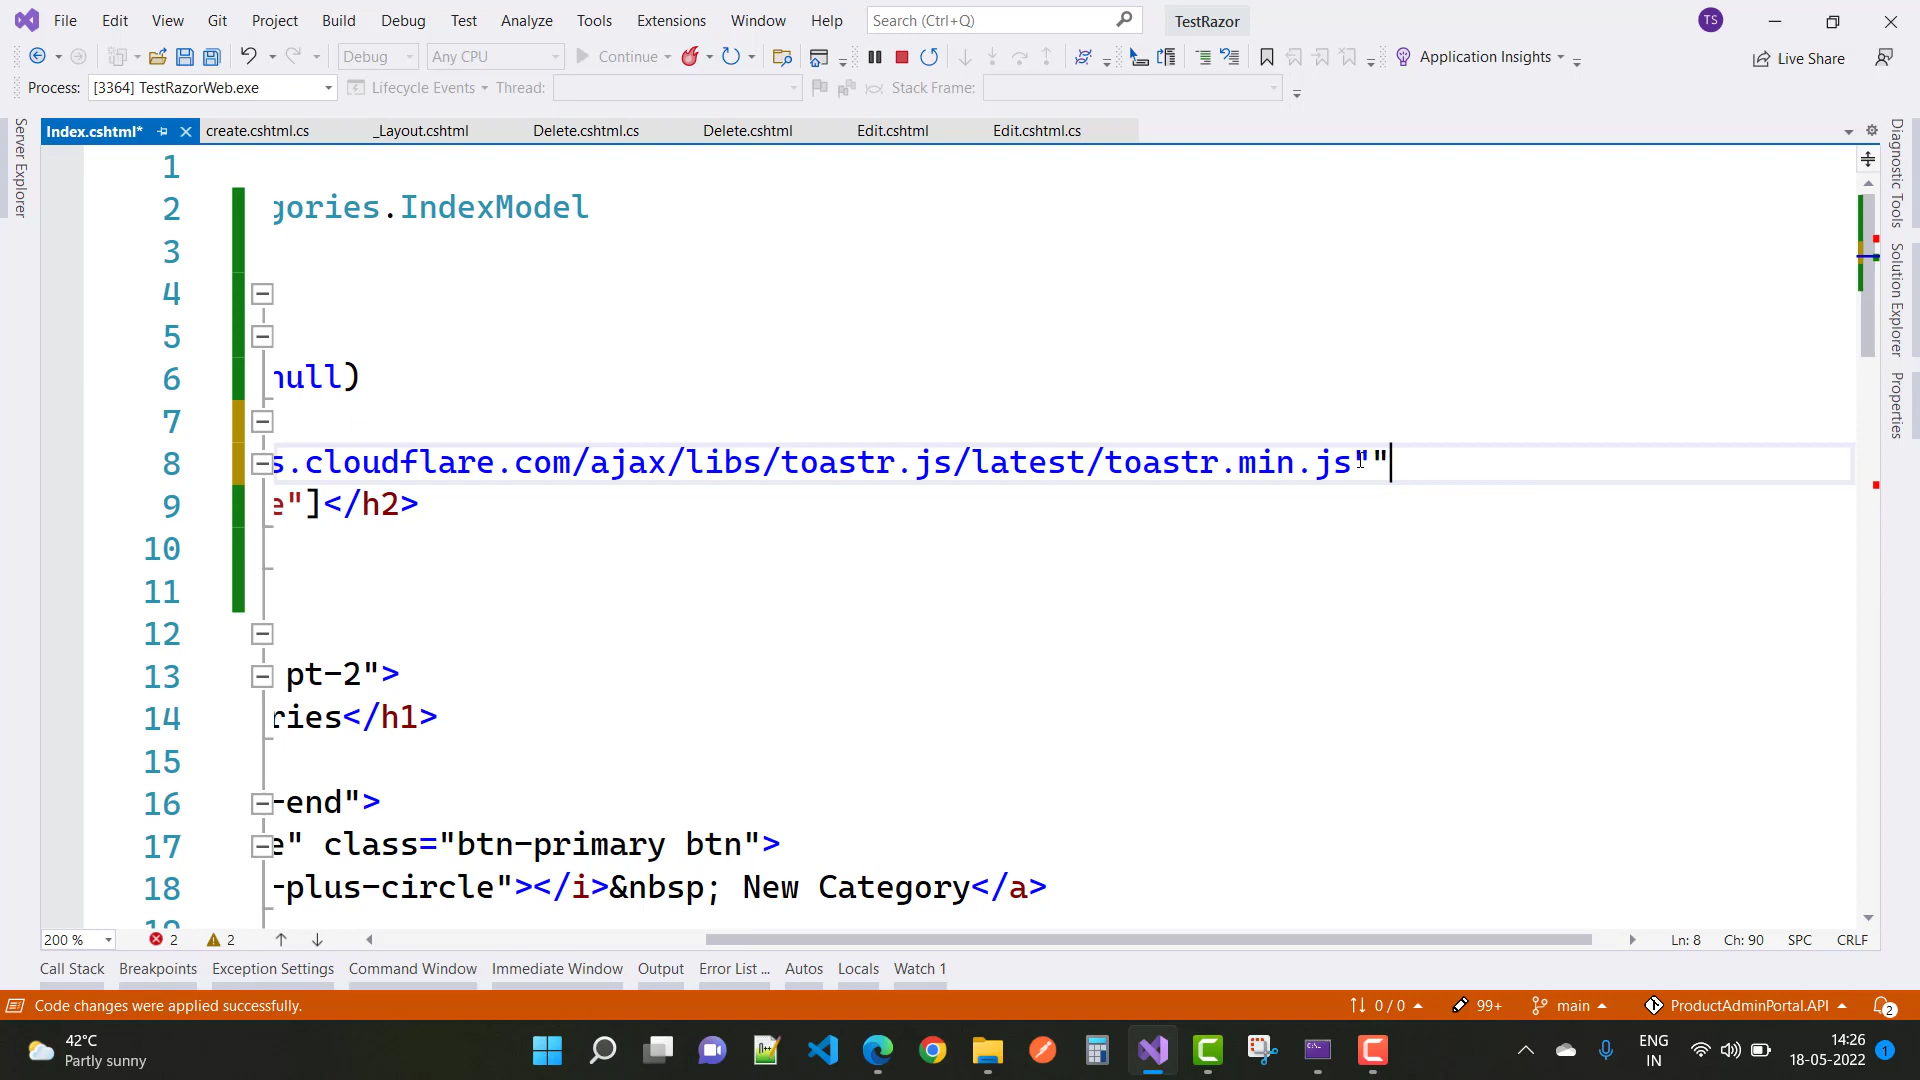 File Edit View Git Project Build Debug Test Analyze Tools Extensions Window Help Search (Ctrl+Q) TestRazor TS
Debug Any CPU Continue Application Insights Live Share
Process: [3364] TestRazorWeb.exe Lifecycle Events Thread: Stack Frame:
Index.cshtml* create.cshtml.cs _Layout.cshtml Delete.cshtml.cs Delete.cshtml Edit.cshtml Edit.cshtml.cs
Server Explorer
Diagnostic Tools
Solution Explorer
Properties
1
2 gories.IndexModel
3
4
5
6 null)
7
8 s.cloudflare.com/ajax/libs/toastr.js/latest/toastr.min.js""
9 e"]</h2>
10
11
12
13 pt-2">
14 ries</h1>
15
16 -end">
17 e" class="btn-primary btn">
18 -plus-circle"></i>&nbsp; New Category</a>
200 % 2 2 Ln: 8 Ch: 90 SPC CRLF
Call Stack Breakpoints Exception Settings Command Window Immediate Window Output Error List ... Autos Locals Watch 1
Code changes were applied successfully. 0 / 0 99+ main ProductAdminPortal.API 2
42°C
Partly sunny
ENG
IN
14:26
18-05-2022
1